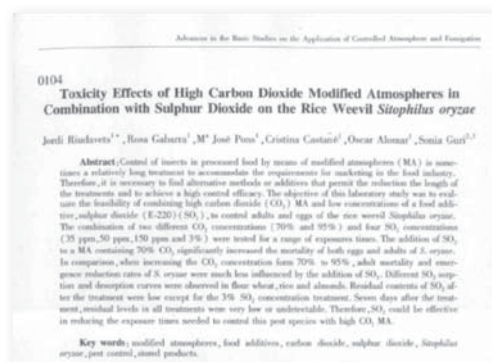 Advances in the Basic Studies on the Application of Controlled Atmosphere and Fumigation
0104
Toxicity Effects of High Carbon Dioxide Modified Atmospheres in
Combination with Sulphur Dioxide on the Rice Weevil Sitophilus oryzae
Jordi Riudavets¹*, Rosa Gabarra¹, Mª José Pons¹, Cristina Castañé¹, Oscar Alomar¹, Sonia Guri²,³
Abstract: Control of insects in processed food by means of modified atmospheres (MA) is some-
times a relatively long treatment to accommodate the requirements for marketing in the food industry.
Therefore, it is necessary to find alternative methods or additives that permit the reduction the length of
the treatments and to achieve a high control efficacy. The objective of this laboratory study was to eval-
uate the feasibility of combining high carbon dioxide (CO₂) MA and low concentrations of a food addi-
tive, sulphur dioxide (E-220) (SO₂), to control adults and eggs of the rice weevil Sitophilus oryzae.
The combination of two different CO₂ concentrations (70% and 95%) and four SO₂ concentrations
(35 ppm, 50 ppm, 150 ppm and 3%) were tested for a range of exposures times. The addition of SO₂
to a MA containing 70% CO₂ significantly increased the mortality of both eggs and adults of S. oryzae.
In comparison, when increasing the CO₂ concentration form 70% to 95%, adult mortality and emer-
gence reduction rates of S. oryzae were much less influenced by the addition of SO₂. Different SO₂ sorp-
tion and desorption curves were observed in flour wheat, rice and almonds. Residual contents of SO₂ af-
ter the treatment were low except for the 3% SO₂ concentration treatment. Seven days after the treat-
ment, residual levels in all treatments were very low or undetectable. Therefore, SO₂ could be effective
in reducing the exposure times needed to control this pest species with high CO₂ MA.
Key words: modified atmospheres, food additives, carbon dioxide, sulphur dioxide, Sitophilus
oryzae, pest control, stored products.